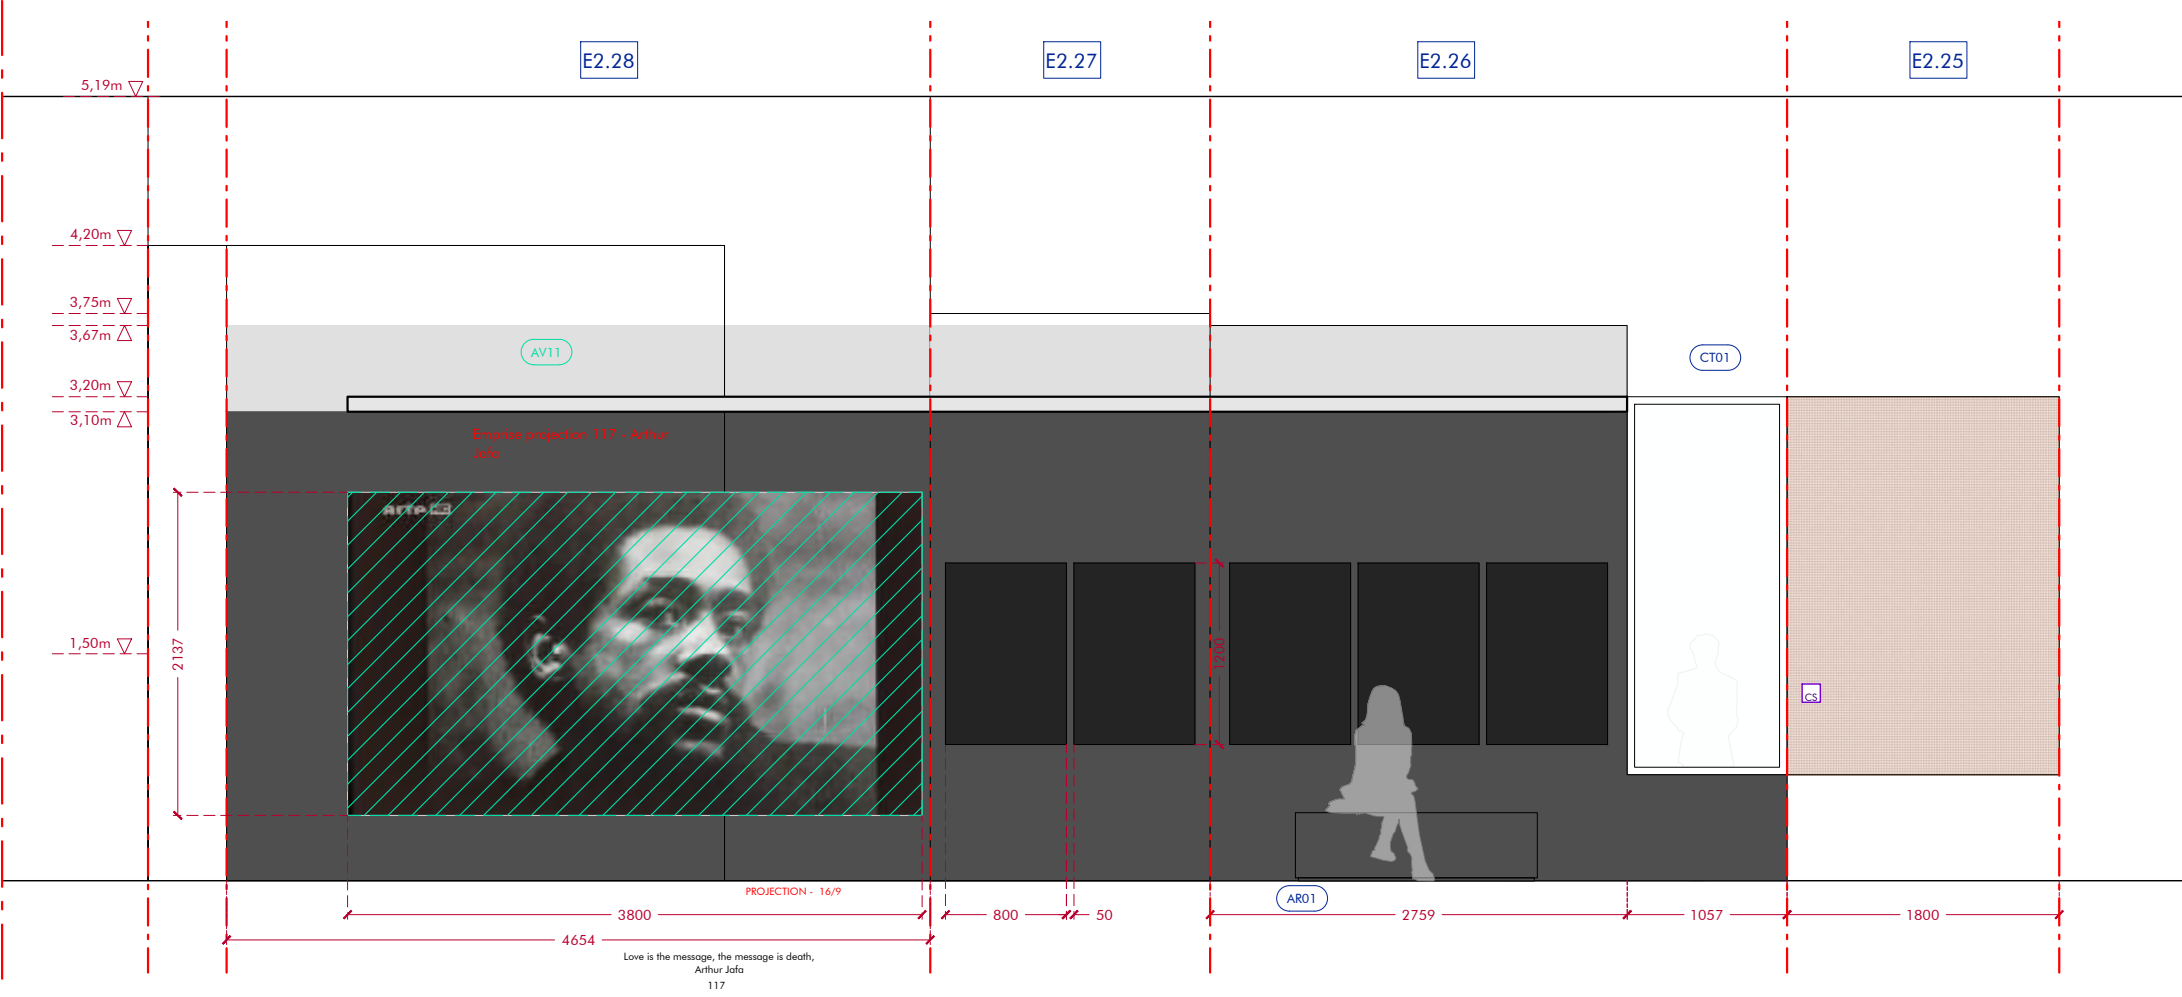 E2.28
E2.27
E2.26
E2.25
5,19m
4,20m
3,75m
3,67m
3,20m
3,10m
1,50m
AV11
CT01
Emprise projection 117 - Arthur
Jafa
arte
2137
1200
CS
PROJECTION - 16/9
AR01
3800
800
50
2759
1057
1800
4654
Love is the message, the message is death,
Arthur Jafa
117